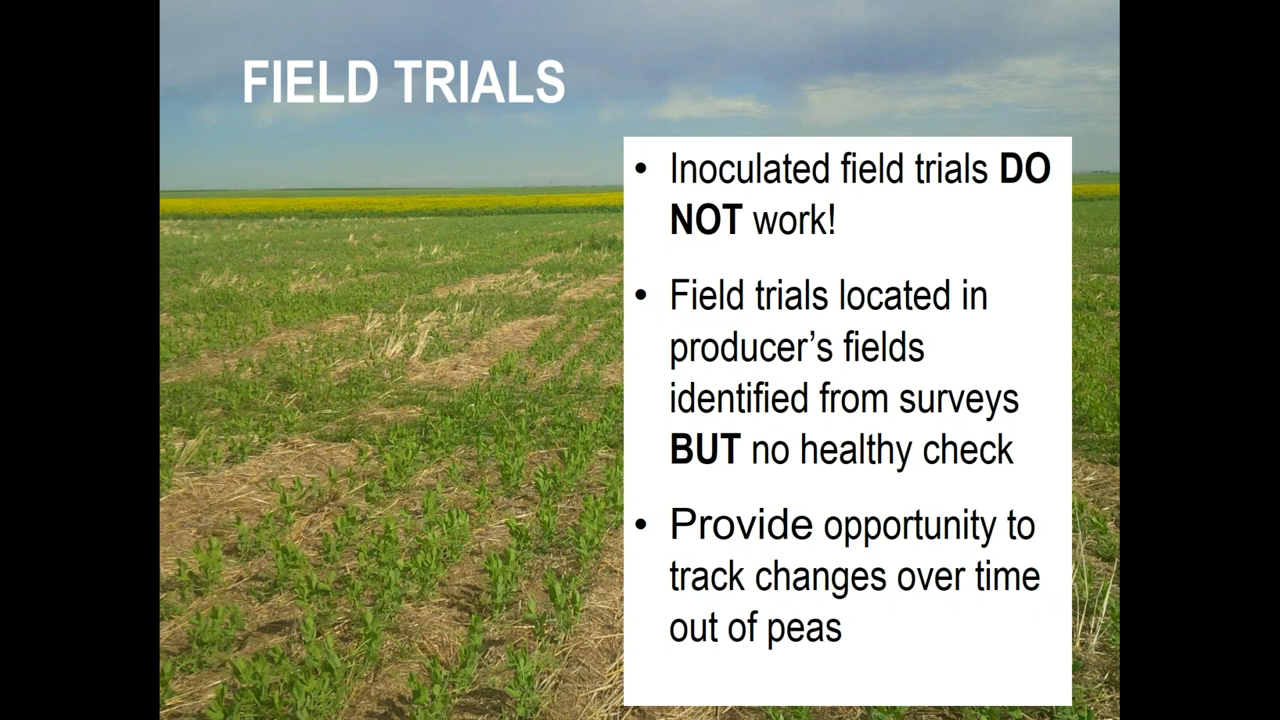 FIELD TRIALS
• Inoculated field trials DO
NOT work!
• Field trials located in
producer’s fields
identified from surveys
BUT no healthy check
• Provide opportunity to
track changes over time
out of peas